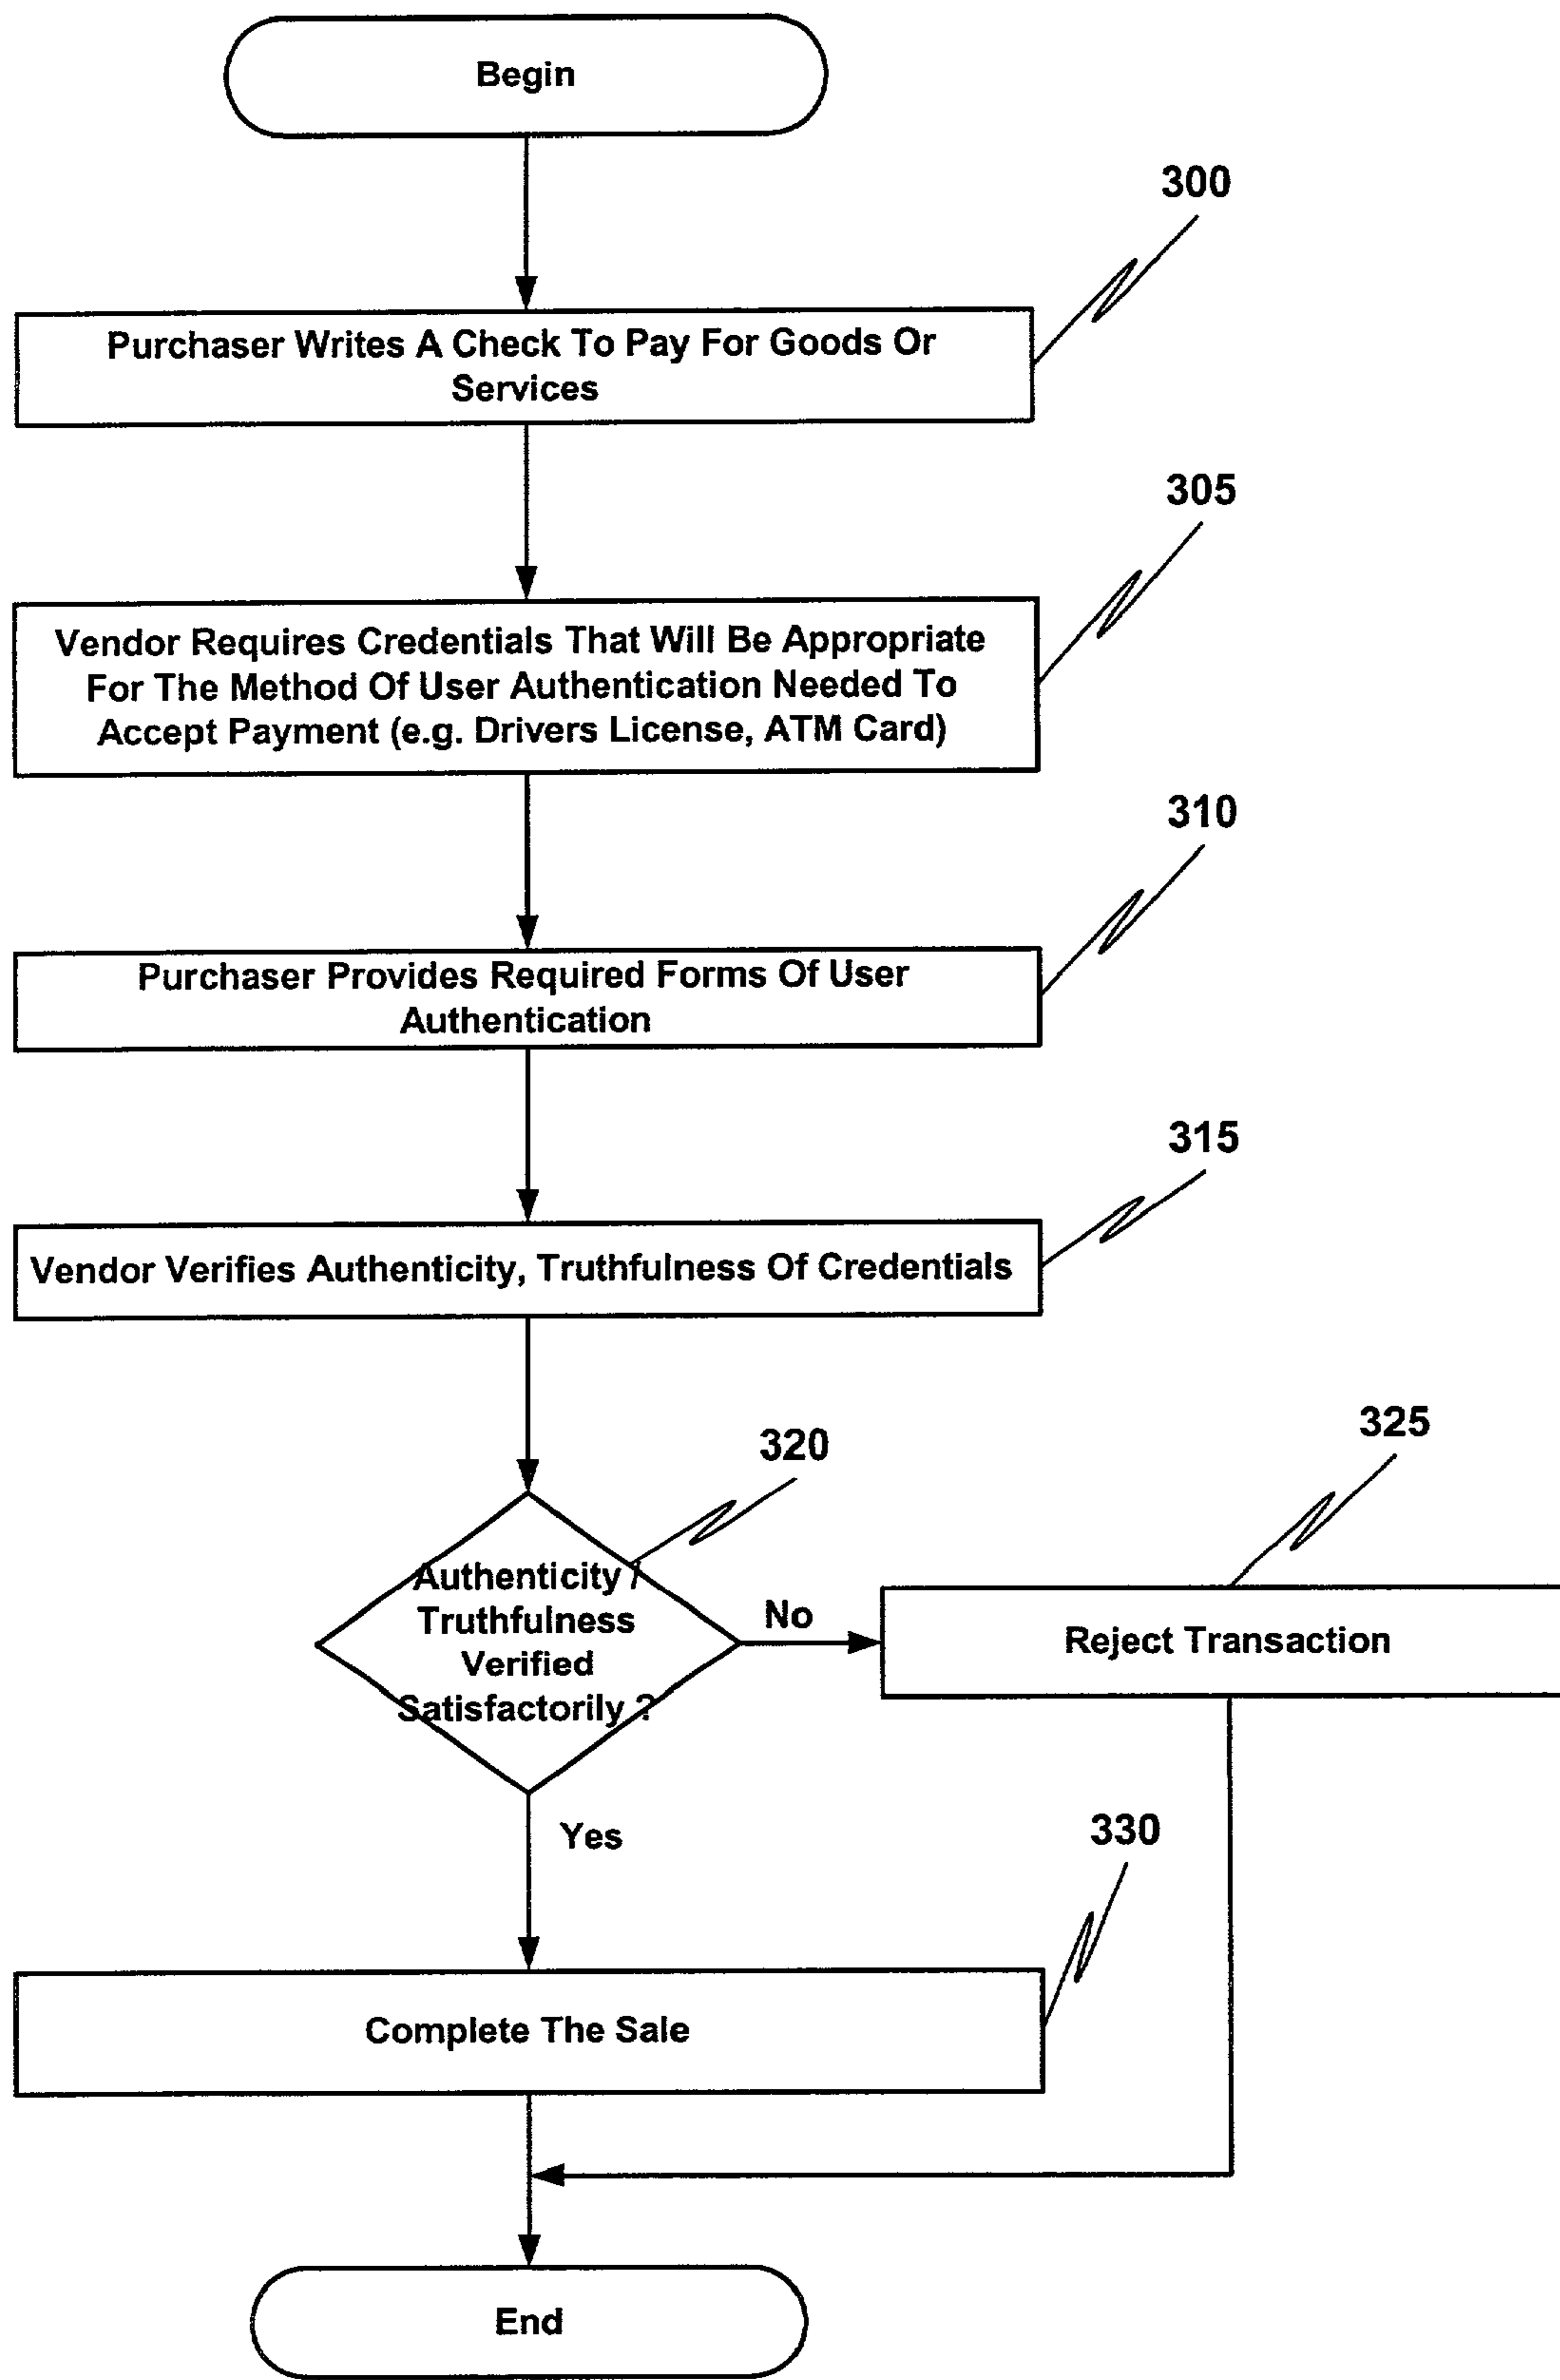 Begin
300
Purchaser Writes A Check To Pay For Goods Or
Services
305
Vendor Requires Credentials That Will Be Appropriate
For The Method Of User Authentication Needed To
Accept Payment (e.g. Drivers License, ATM Card)
310
Purchaser Provides Required Forms Of User
Authentication
315
Vendor Verifies Authenticity, Truthfulness Of Credentials
320
Authenticity /
Truthfulness
Verified
Satisfactorily ?
No
325
Reject Transaction
Yes
330
Complete The Sale
End